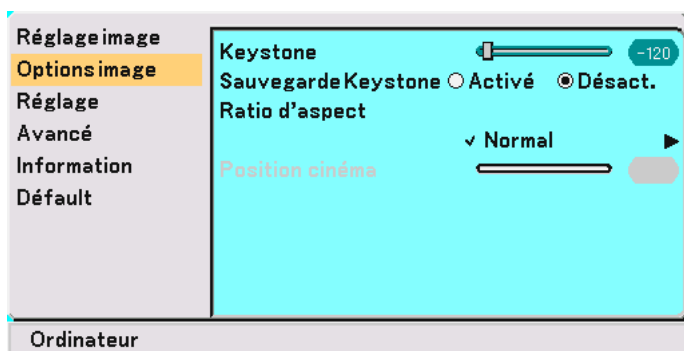 Réglage image
Options image
Réglage
Avancé
Information
Défault
Keystone -120
Sauvegarde Keystone Activé Désact.
Ratio d'aspect
✓ Normal ▶
Position cinéma
Ordinateur